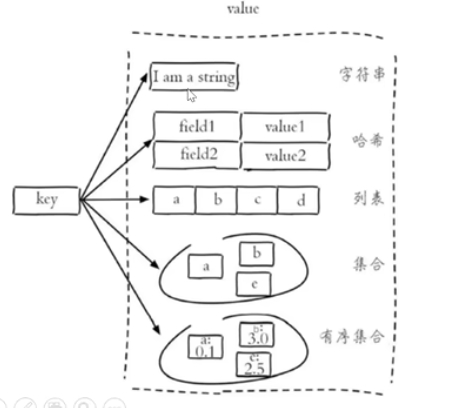 value
I am a string
字符串
field1 value1
field2 value2
哈希
key
a b c d
列表
b
a
e
集合
a:
0.1
b:
3.0
c:
2.5
有序集合